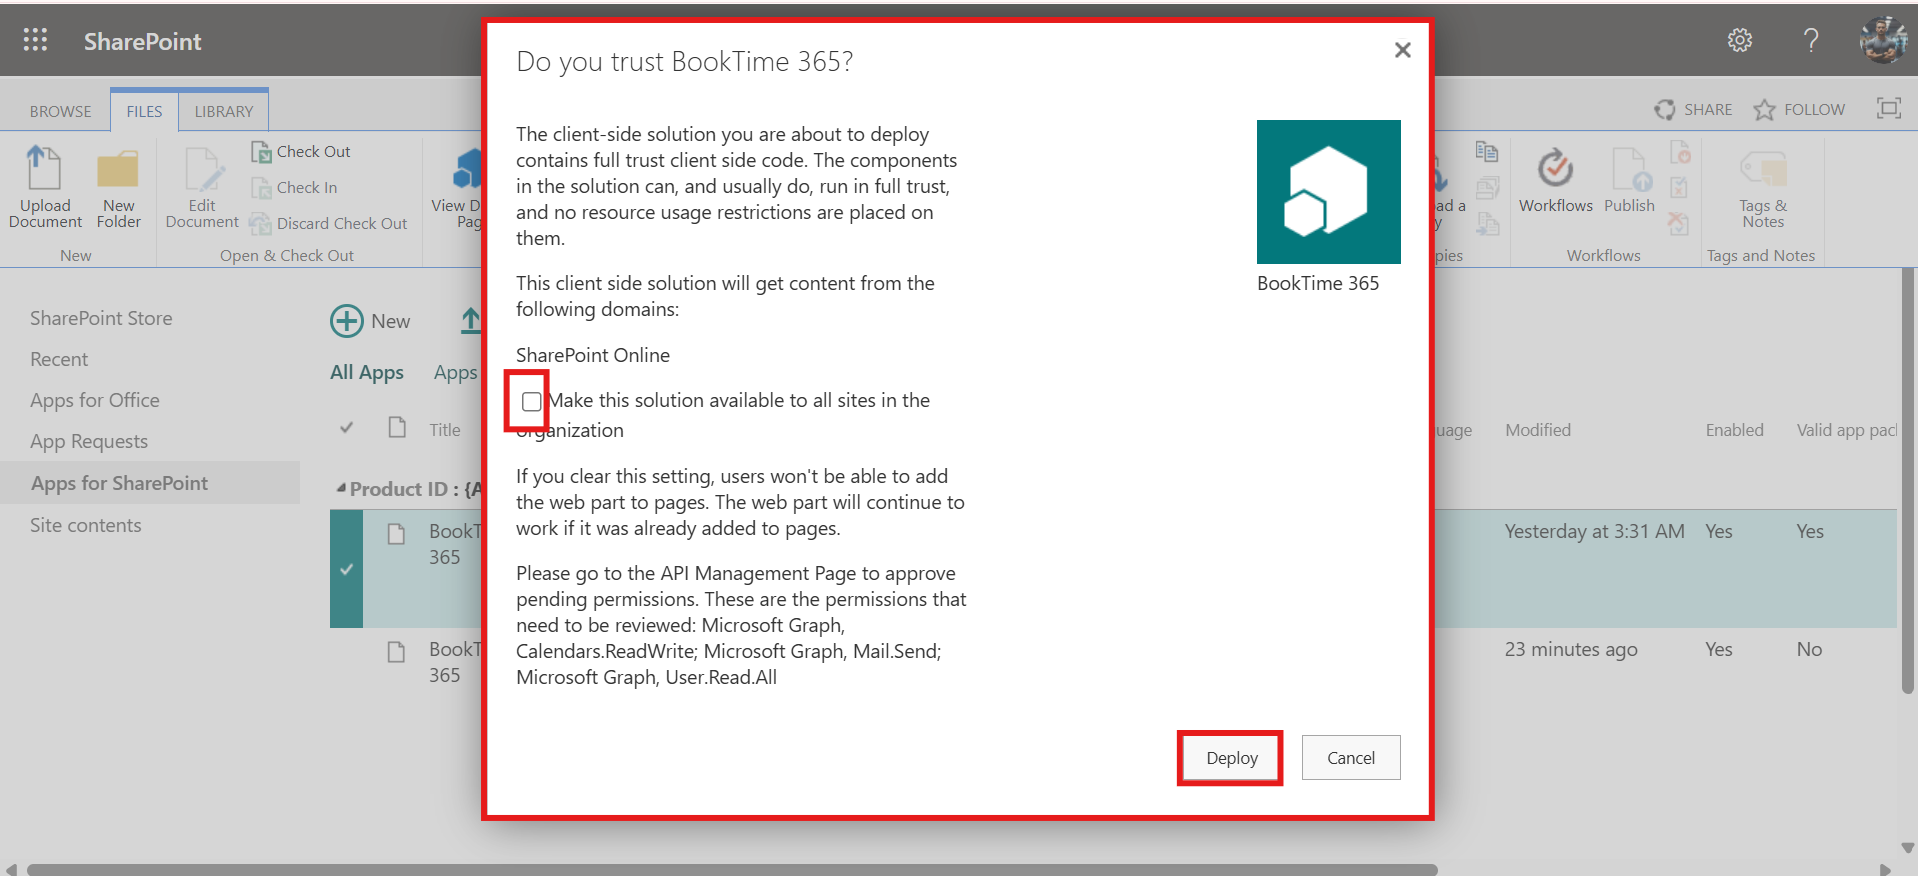 SharePoint
BROWSE
FILES
LIBRARY
SHARE
FOLLOW
Upload
Document
New
Folder
New
Edit
Document
Check Out
Check In
Discard Check Out
Open & Check Out
View D
Pag
ad a
y
pies
Workflows
Publish
Workflows
Tags &
Notes
Tags and Notes
SharePoint Store
Recent
Apps for Office
App Requests
Apps for SharePoint
Site contents
New
All Apps
Apps
Title
uage
Modified
Enabled
Valid app pac
Product ID : {A
BookT
365
Yesterday at 3:31 AM
Yes
Yes
BookT
365
23 minutes ago
Yes
No
Do you trust BookTime 365?
The client-side solution you are about to deploy
contains full trust client side code. The components
in the solution can, and usually do, run in full trust,
and no resource usage restrictions are placed on
them.
This client side solution will get content from the
following domains:
SharePoint Online
Make this solution available to all sites in the
organization
If you clear this setting, users won't be able to add
the web part to pages. The web part will continue to
work if it was already added to pages.
Please go to the API Management Page to approve
pending permissions. These are the permissions that
need to be reviewed: Microsoft Graph,
Calendars.ReadWrite; Microsoft Graph, Mail.Send;
Microsoft Graph, User.Read.All
BookTime 365
Deploy
Cancel